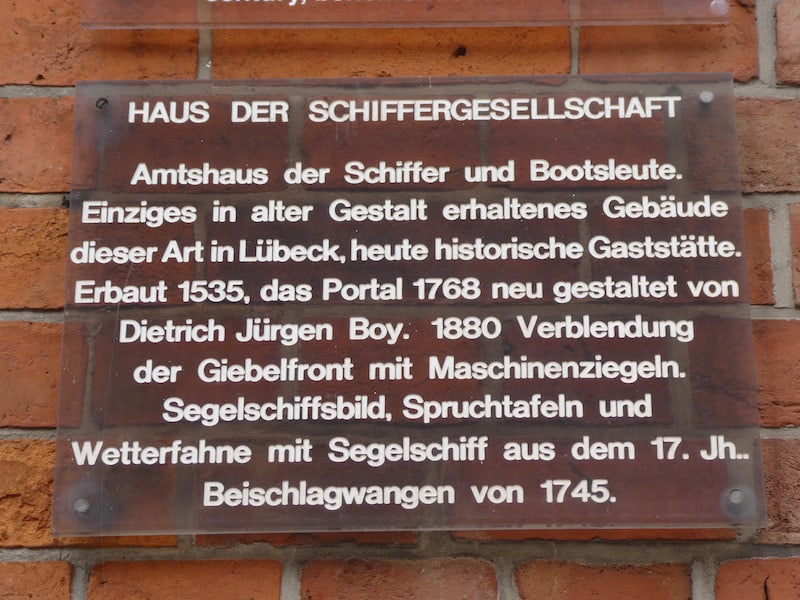 HAUS DER SCHIFFERGESELLSCHAFT
Amtshaus der Schiffer und Bootsleute.
Einziges in alter Gestalt erhaltenes Gebäude
dieser Art in Lübeck, heute historische Gaststätte.
Erbaut 1535, das Portal 1768 neu gestaltet von
Dietrich Jürgen Boy. 1880 Verblendung
der Giebelfront mit Maschinenziegeln.
Segelschiffsbild, Spruchtafeln und
Wetterfahne mit Segelschiff aus dem 17. Jh..
Beischlagwangen von 1745.